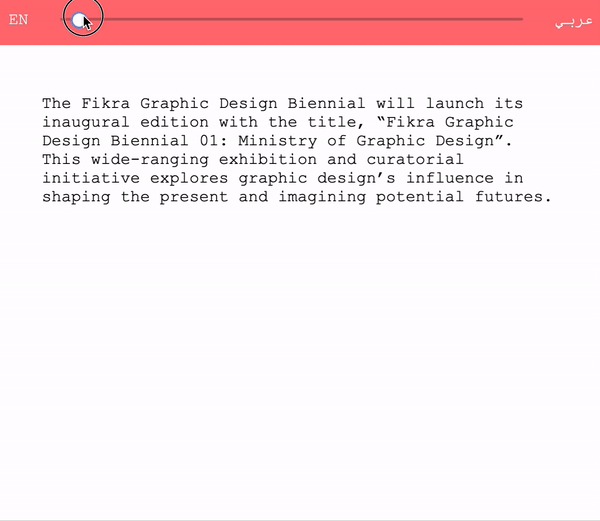 EN
عربي
The Fikra Graphic Design Biennial will launch its
inaugural edition with the title, “Fikra Graphic
Design Biennial 01: Ministry of Graphic Design”.
This wide-ranging exhibition and curatorial
initiative explores graphic design’s influence in
shaping the present and imagining potential futures.